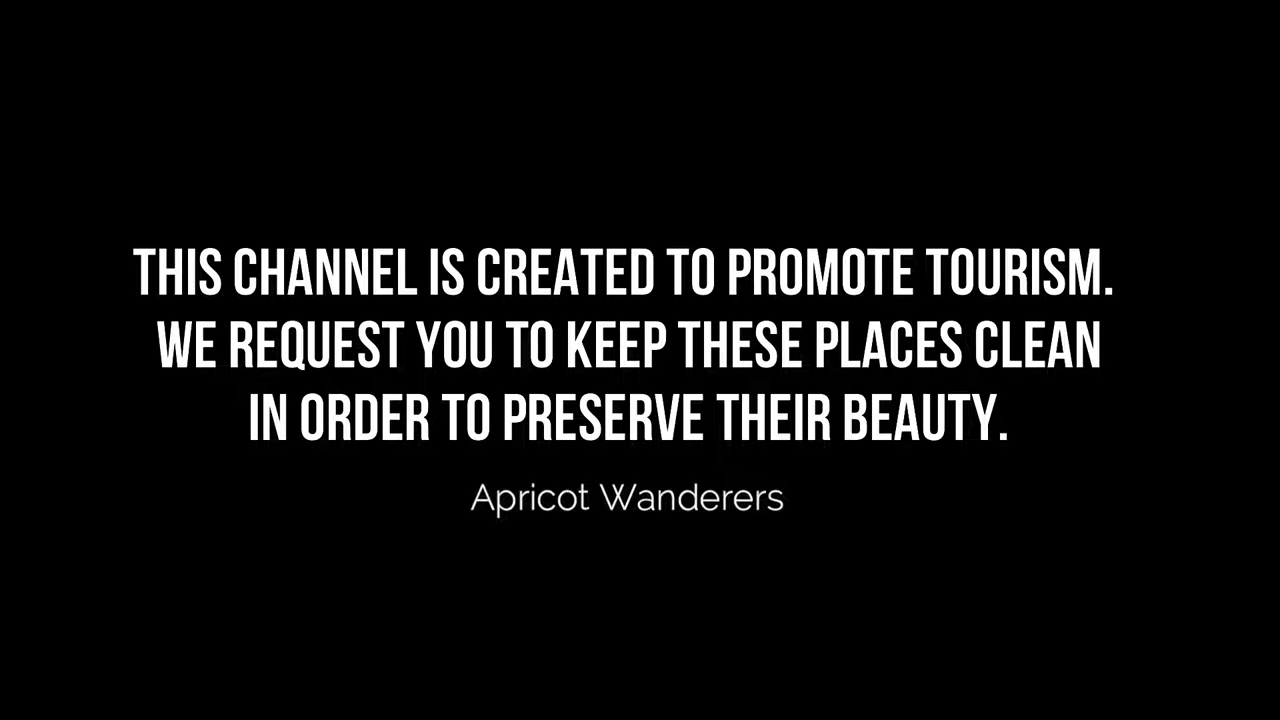 THIS CHANNEL IS CREATED TO PROMOTE TOURISM.
WE REQUEST YOU TO KEEP THESE PLACES CLEAN
IN ORDER TO PRESERVE THEIR BEAUTY.
Apricot Wanderers